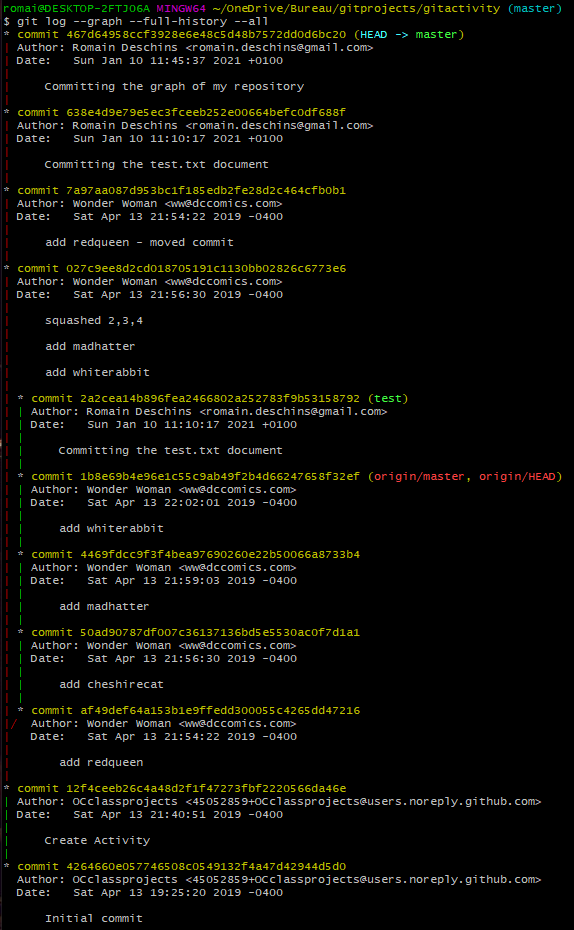 romai@DESKTOP-2FTJO6A MINGW64 ~/OneDrive/Bureau/gitprojects/gitactivity (master)
$ git log --graph --full-history --all
* commit 467d64958ccf3928e6e48c5d48b7572dd0d6bc20 (HEAD -> master)
| Author: Romain Deschins <romain.deschins@gmail.com>
| Date:   Sun Jan 10 11:45:37 2021 +0100
|
|     Committing the graph of my repository
|
* commit 638e4d9e79e5ec3fceeb252e00664befc0df688f
| Author: Romain Deschins <romain.deschins@gmail.com>
| Date:   Sun Jan 10 11:10:17 2021 +0100
|
|     Committing the test.txt document
|
* commit 7a97aa087d953bc1f185edb2fe28d2c464cfb0b1
| Author: Wonder Woman <ww@dccomics.com>
| Date:   Sat Apr 13 21:54:22 2019 -0400
|
|     add redqueen - moved commit
|
* commit 027c9ee8d2cd018705191c1130bb02826c6773e6
| Author: Wonder Woman <ww@dccomics.com>
| Date:   Sat Apr 13 21:56:30 2019 -0400
|
|     squashed 2,3,4
|
|     add madhatter
|
|     add whiterabbit
|
| * commit 2a2cea14b896fea2466802a252783f9b53158792 (test)
| | Author: Romain Deschins <romain.deschins@gmail.com>
| | Date:   Sun Jan 10 11:10:17 2021 +0100
| |
| |     Committing the test.txt document
| |
| * commit 1b8e69b4e96e1c55c9ab49f2b4d66247658f32ef (origin/master, origin/HEAD)
| | Author: Wonder Woman <ww@dccomics.com>
| | Date:   Sat Apr 13 22:02:01 2019 -0400
| |
| |     add whiterabbit
| |
| * commit 4469fdcc9f3f4bea97690260e22b50066a8733b4
| | Author: Wonder Woman <ww@dccomics.com>
| | Date:   Sat Apr 13 21:59:03 2019 -0400
| |
| |     add madhatter
| |
| * commit 50ad90787df007c36137136bd5e5530ac0f7d1a1
| | Author: Wonder Woman <ww@dccomics.com>
| | Date:   Sat Apr 13 21:56:30 2019 -0400
| |
| |     add cheshirecat
| |
| * commit af49def64a153b1e9ffedd300055c4265dd47216
|/  Author: Wonder Woman <ww@dccomics.com>
|   Date:   Sat Apr 13 21:54:22 2019 -0400
|
|       add redqueen
|
* commit 12f4ceeb26c4a48d2f1f47273fbf2220566da46e
| Author: OCclassprojects <45052859+OCclassprojects@users.noreply.github.com>
| Date:   Sat Apr 13 21:40:51 2019 -0400
|
|     Create Activity
|
* commit 4264660e057746508c0549132f4a47d42944d5d0
  Author: OCclassprojects <45052859+OCclassprojects@users.noreply.github.com>
  Date:   Sat Apr 13 19:25:20 2019 -0400

      Initial commit